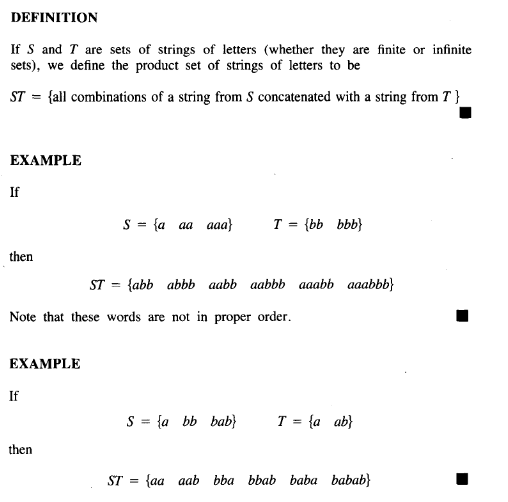 DEFINITION
If S and T are sets of strings of letters (whether they are finite or infinite
sets), we define the product set of strings of letters to be
ST = {all combinations of a string from S concatenated with a string from T}
EXAMPLE
If
S = {a aa aaa} T = {bb bbb}
then
ST = {abb abbb aabb aabbb aaabb aaabbb}
Note that these words are not in proper order.
EXAMPLE
If
S = {a bb bab} T = {a ab}
then
ST = {aa aab bba bbab baba babab}